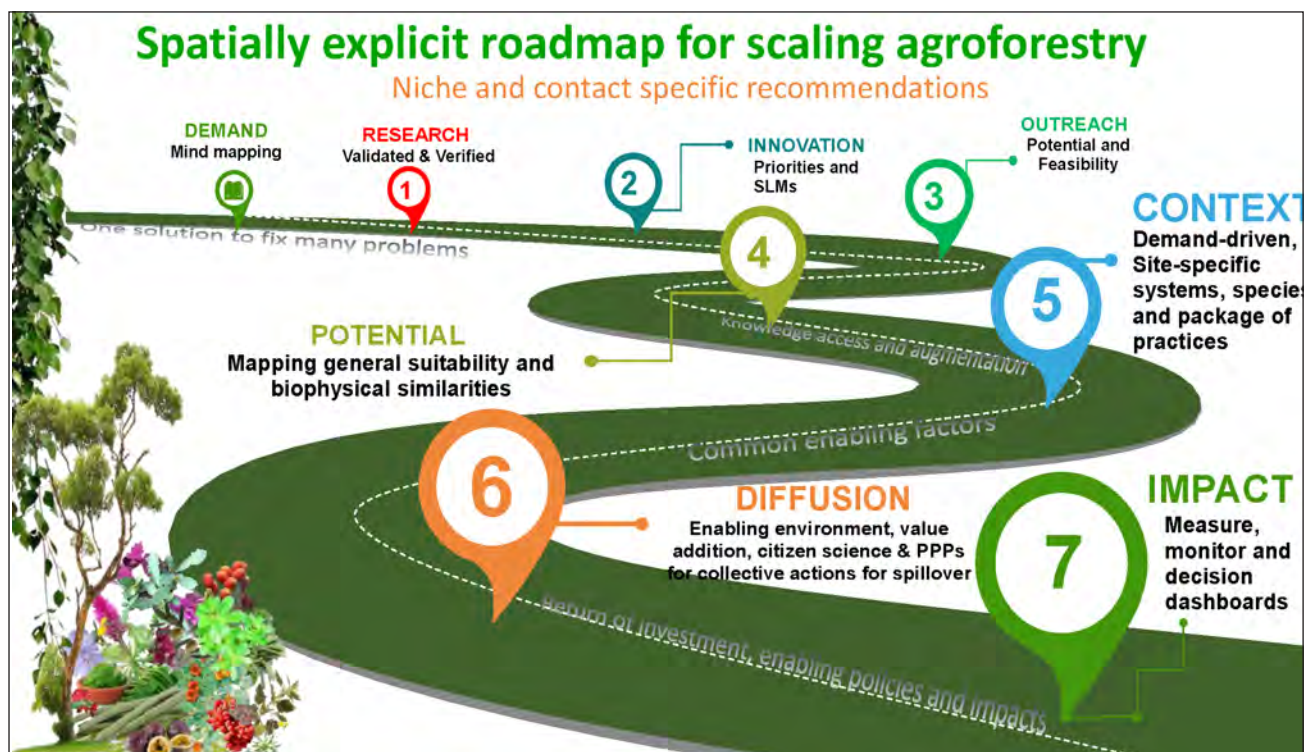 Spatially explicit roadmap for scaling agroforestry
Niche and contact specific recommendations
DEMAND
Mind mapping
RESEARCH
Validated & Verified
1
2
INNOVATION
Priorities and
SLMs
OUTREACH
Potential and
Feasibility
3
One solution to fix many problems
4
POTENTIAL
Mapping general suitability and
biophysical similarities
CONTEXT
Demand-driven,
Site-specific
systems, species
and package of
practices
5
Knowledge access and augmentation
Common enabling factors
6
DIFFUSION
Enabling environment, value
addition, citizen science & PPPs
for collective actions for spillover
7
IMPACT
Measure,
monitor and
decision
dashboards
Return of investment, enabling policies and impacts